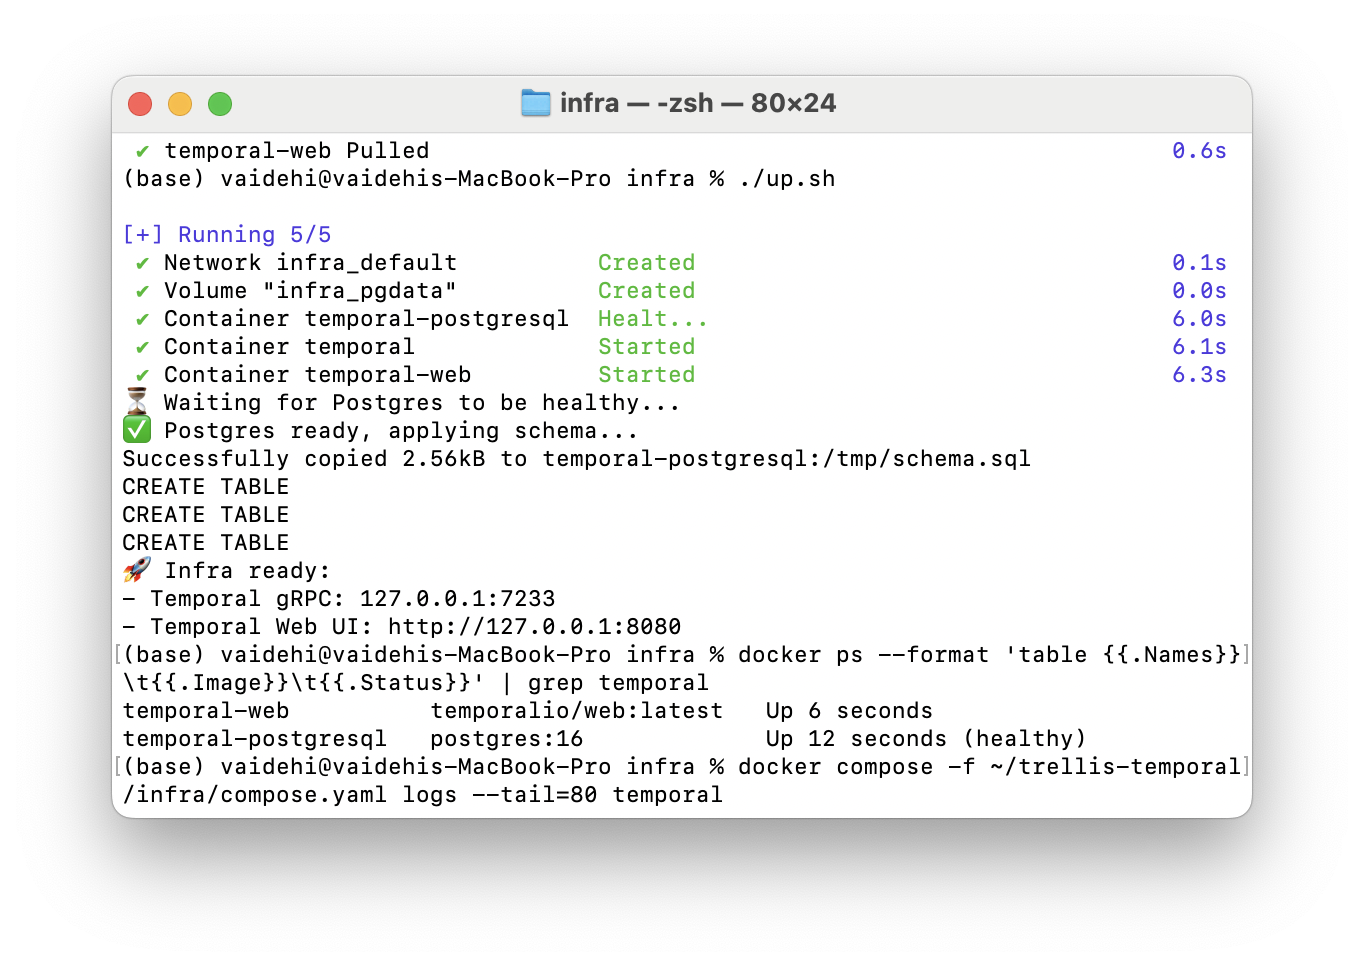 infra — -zsh — 80×24
✔ temporal-web Pulled 0.6s
(base) vaidehi@vaidehis-MacBook-Pro infra % ./up.sh
[+] Running 5/5
✔ Network infra_default Created 0.1s
✔ Volume "infra_pgdata" Created 0.0s
✔ Container temporal-postgresql Healt... 6.0s
✔ Container temporal Started 6.1s
✔ Container temporal-web Started 6.3s
⏳ Waiting for Postgres to be healthy...
✅ Postgres ready, applying schema...
Successfully copied 2.56kB to temporal-postgresql:/tmp/schema.sql
CREATE TABLE
CREATE TABLE
CREATE TABLE
🚀 Infra ready:
- Temporal gRPC: 127.0.0.1:7233
- Temporal Web UI: http://127.0.0.1:8080
[(base) vaidehi@vaidehis-MacBook-Pro infra % docker ps --format 'table {{.Names}}]
\t{{.Image}}\t{{.Status}}' | grep temporal
temporal-web temporalio/web:latest Up 6 seconds
temporal-postgresql postgres:16 Up 12 seconds (healthy)
[(base) vaidehi@vaidehis-MacBook-Pro infra % docker compose -f ~/trellis-temporal]
/infra/compose.yaml logs --tail=80 temporal